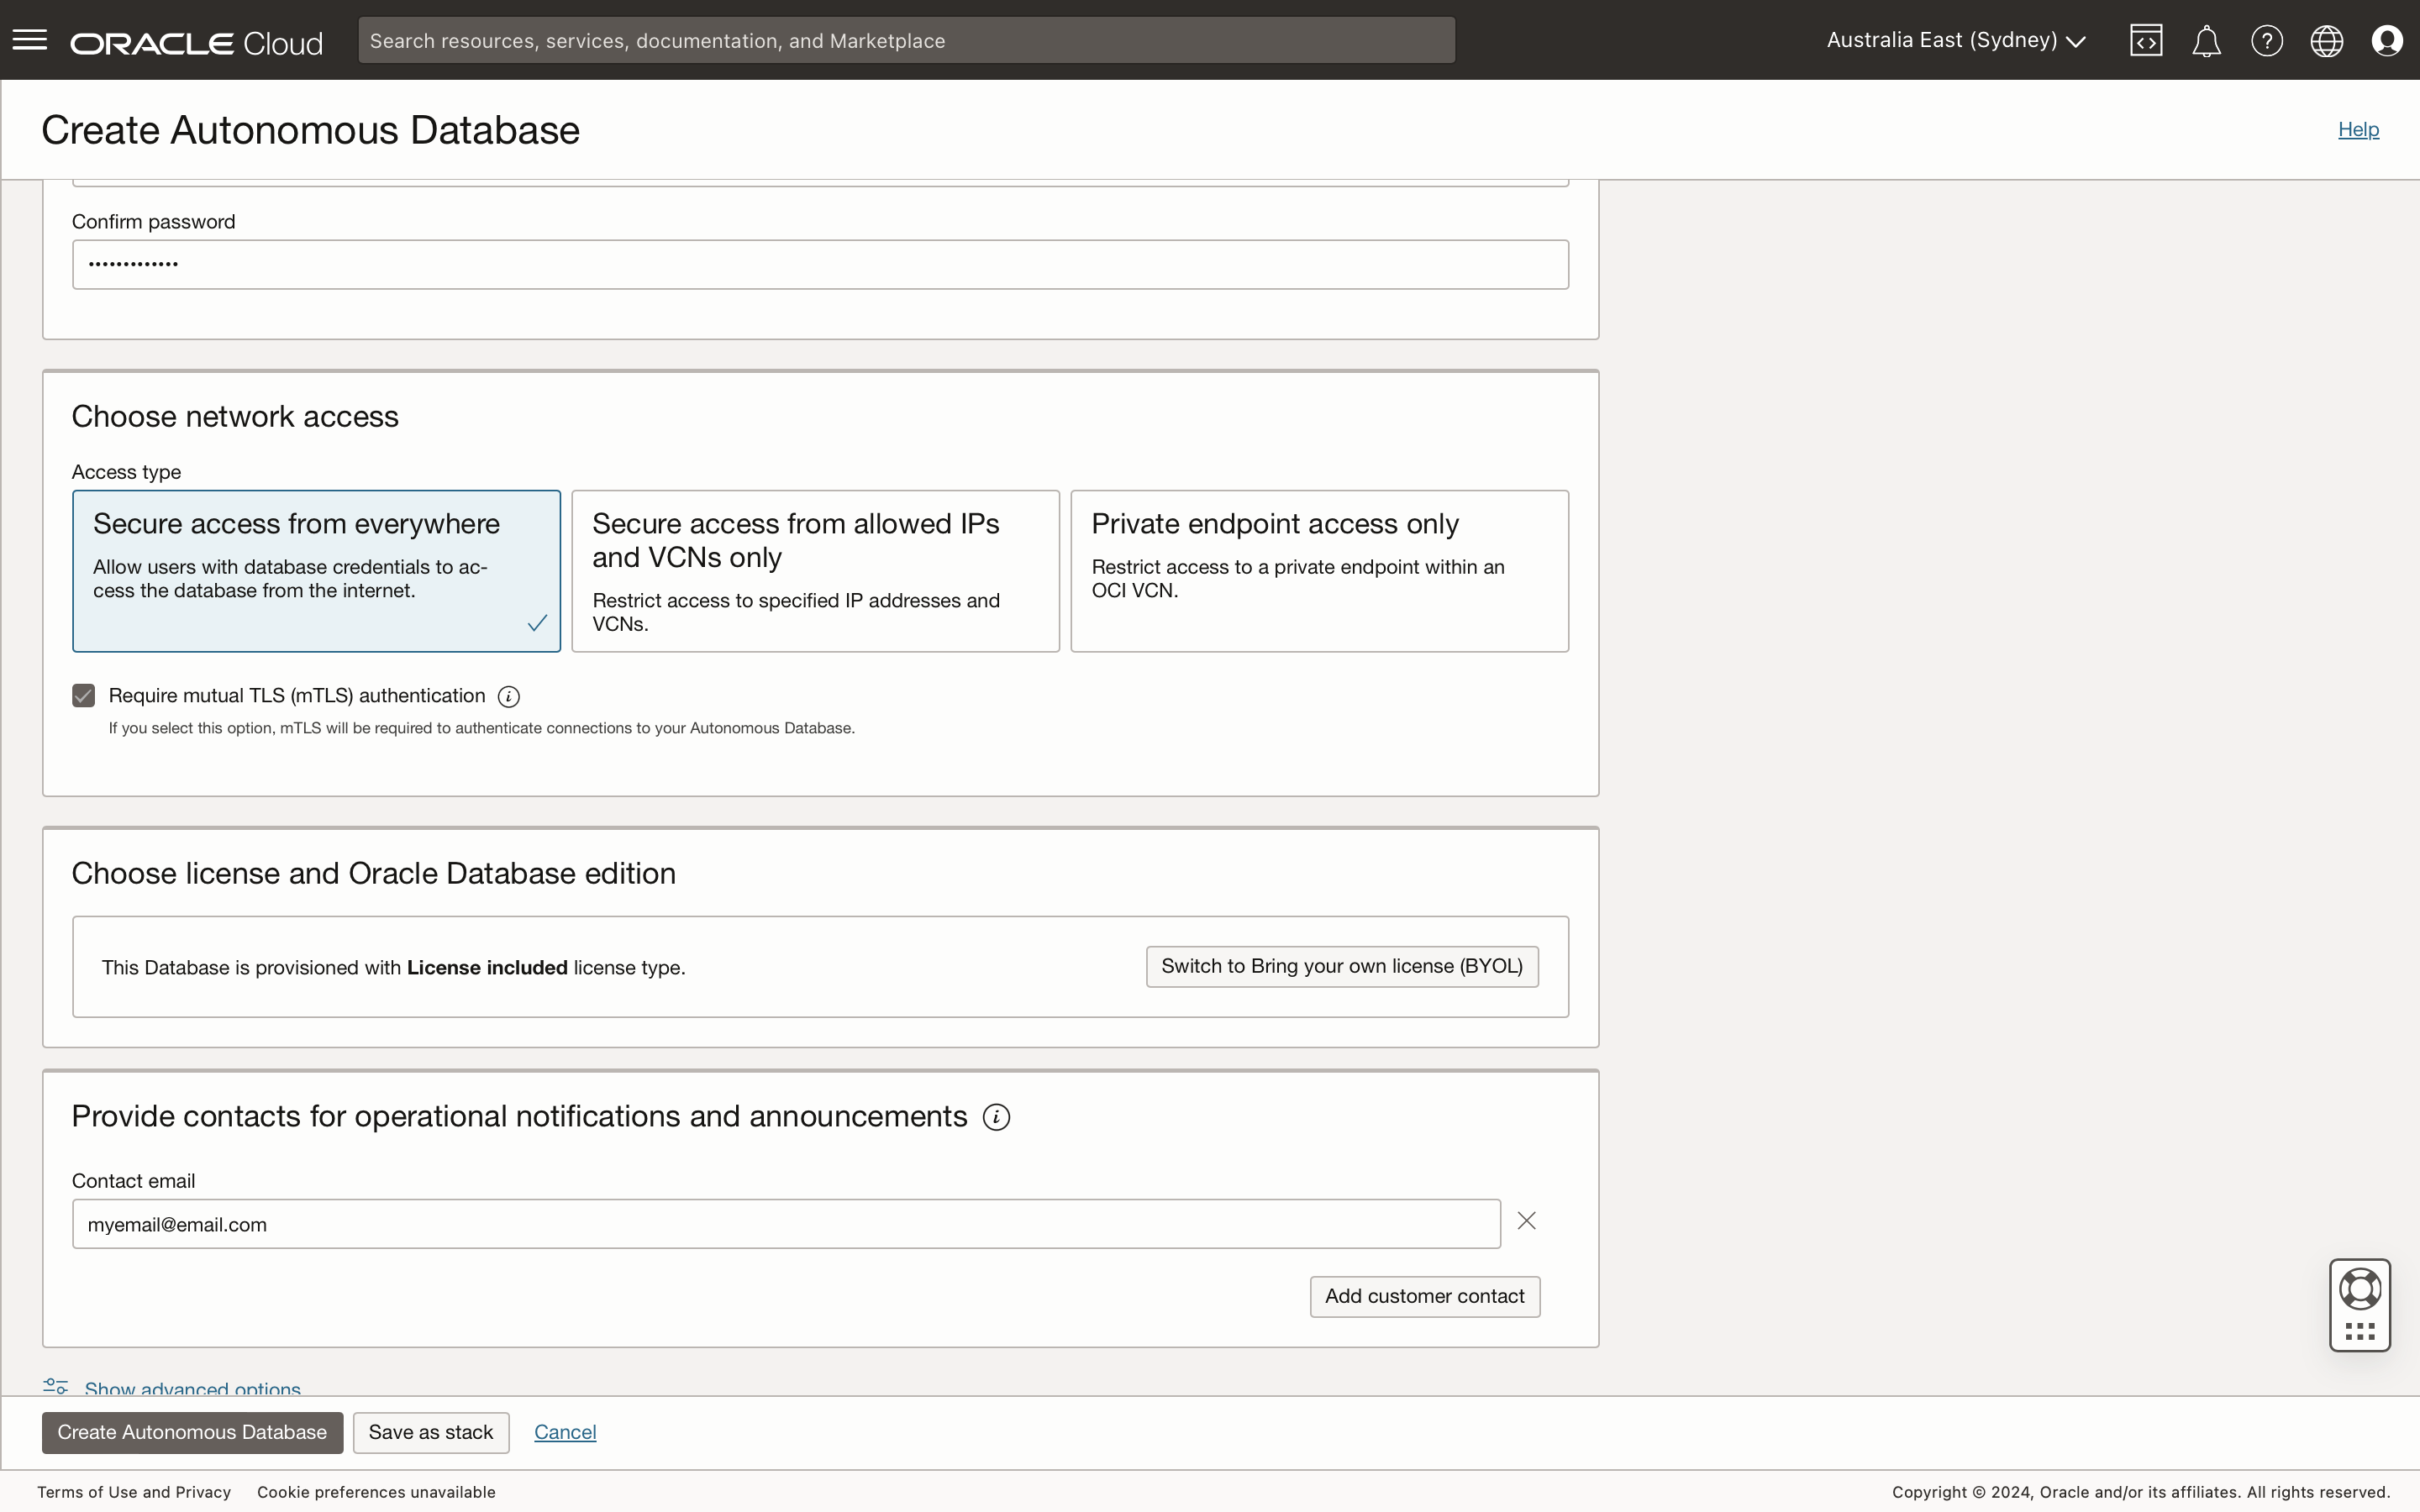 ORACLE Cloud
Search resources, services, documentation, and Marketplace
Australia East (Sydney)
Create Autonomous Database
Help
Confirm password
•••••••••••••
Choose network access
Access type
Secure access from everywhere
Allow users with database credentials to ac-
cess the database from the internet.
Secure access from allowed IPs
and VCNs only
Restrict access to specified IP addresses and
VCNs.
Private endpoint access only
Restrict access to a private endpoint within an
OCI VCN.
Require mutual TLS (mTLS) authentication
If you select this option, mTLS will be required to authenticate connections to your Autonomous Database.
Choose license and Oracle Database edition
This Database is provisioned with License included license type.
Switch to Bring your own license (BYOL)
Provide contacts for operational notifications and announcements
Contact email
myemail@email.com
Add customer contact
Show advanced options
Create Autonomous Database
Save as stack
Cancel
Terms of Use and Privacy
Cookie preferences unavailable
Copyright © 2024, Oracle and/or its affiliates. All rights reserved.